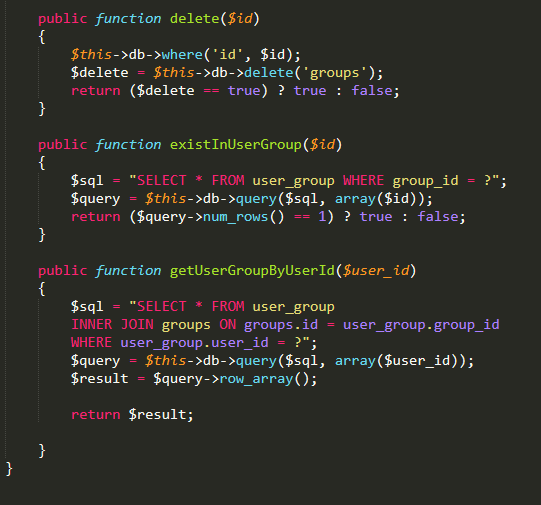 public function delete($id)
{
$this->db->where('id', $id);
$delete = $this->db->delete('groups');
return ($delete == true) ? true : false;
}
public function existInUserGroup($id)
{
$sql = "SELECT * FROM user_group WHERE group_id = ?";
$query = $this->db->query($sql, array($id));
return ($query->num_rows() == 1) ? true : false;
}
public function getUserGroupByUserId($user_id)
{
$sql = "SELECT * FROM user_group
INNER JOIN groups ON groups.id = user_group.group_id
WHERE user_group.user_id = ?";
$query = $this->db->query($sql, array($user_id));
$result = $query->row_array();
return $result;
}
}